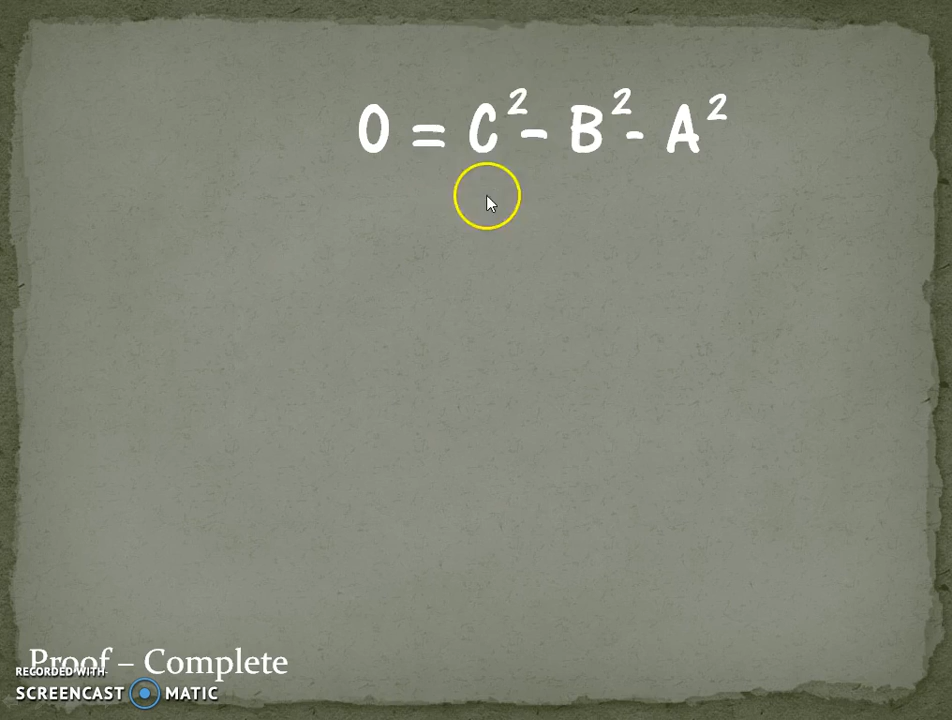 0 = C² - B² - A²
Proof – Complete
RECORDED WITH
SCREENCAST MATIC